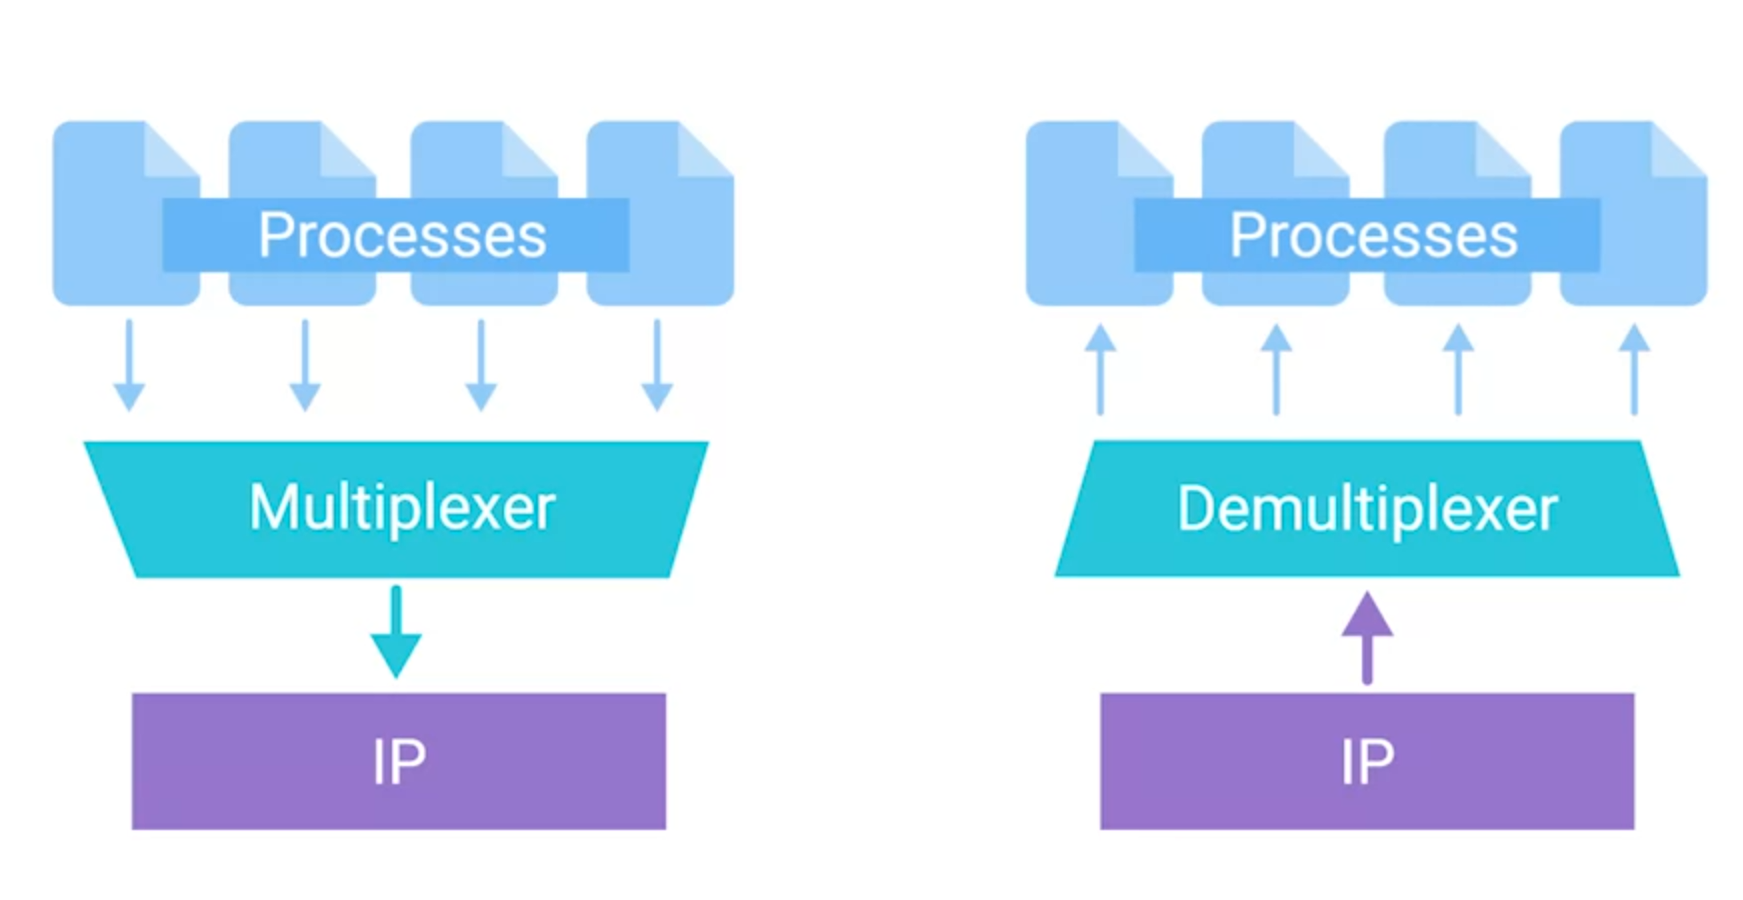 Processes
Multiplexer
IP
Processes
Demultiplexer
IP